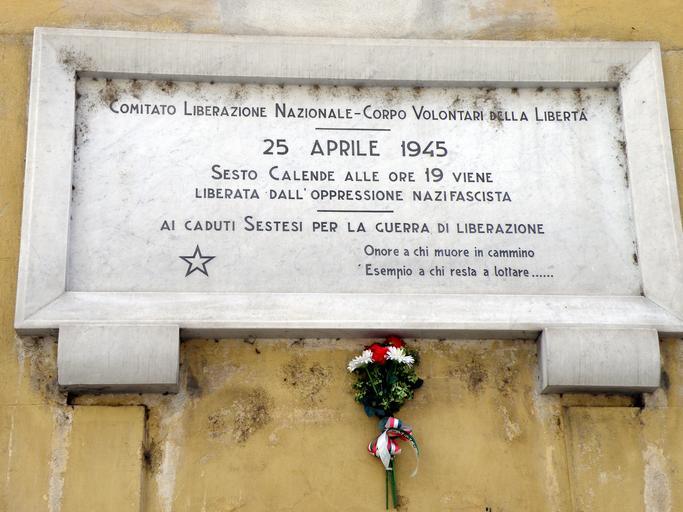 COMITATO LIBERAZIONE NAZIONALE-CORPO VOLONTARI DELLA LIBERTÀ
25 APRILE 1945
SESTO CALENDE ALLE ORE 19 VIENE
LIBERATA DALL'OPPRESSIONE NAZIFASCISTA
AI CADUTI SESTESI PER LA GUERRA DI LIBERAZIONE
Onore a chi muore in cammino
Esempio a chi resta a lottare......